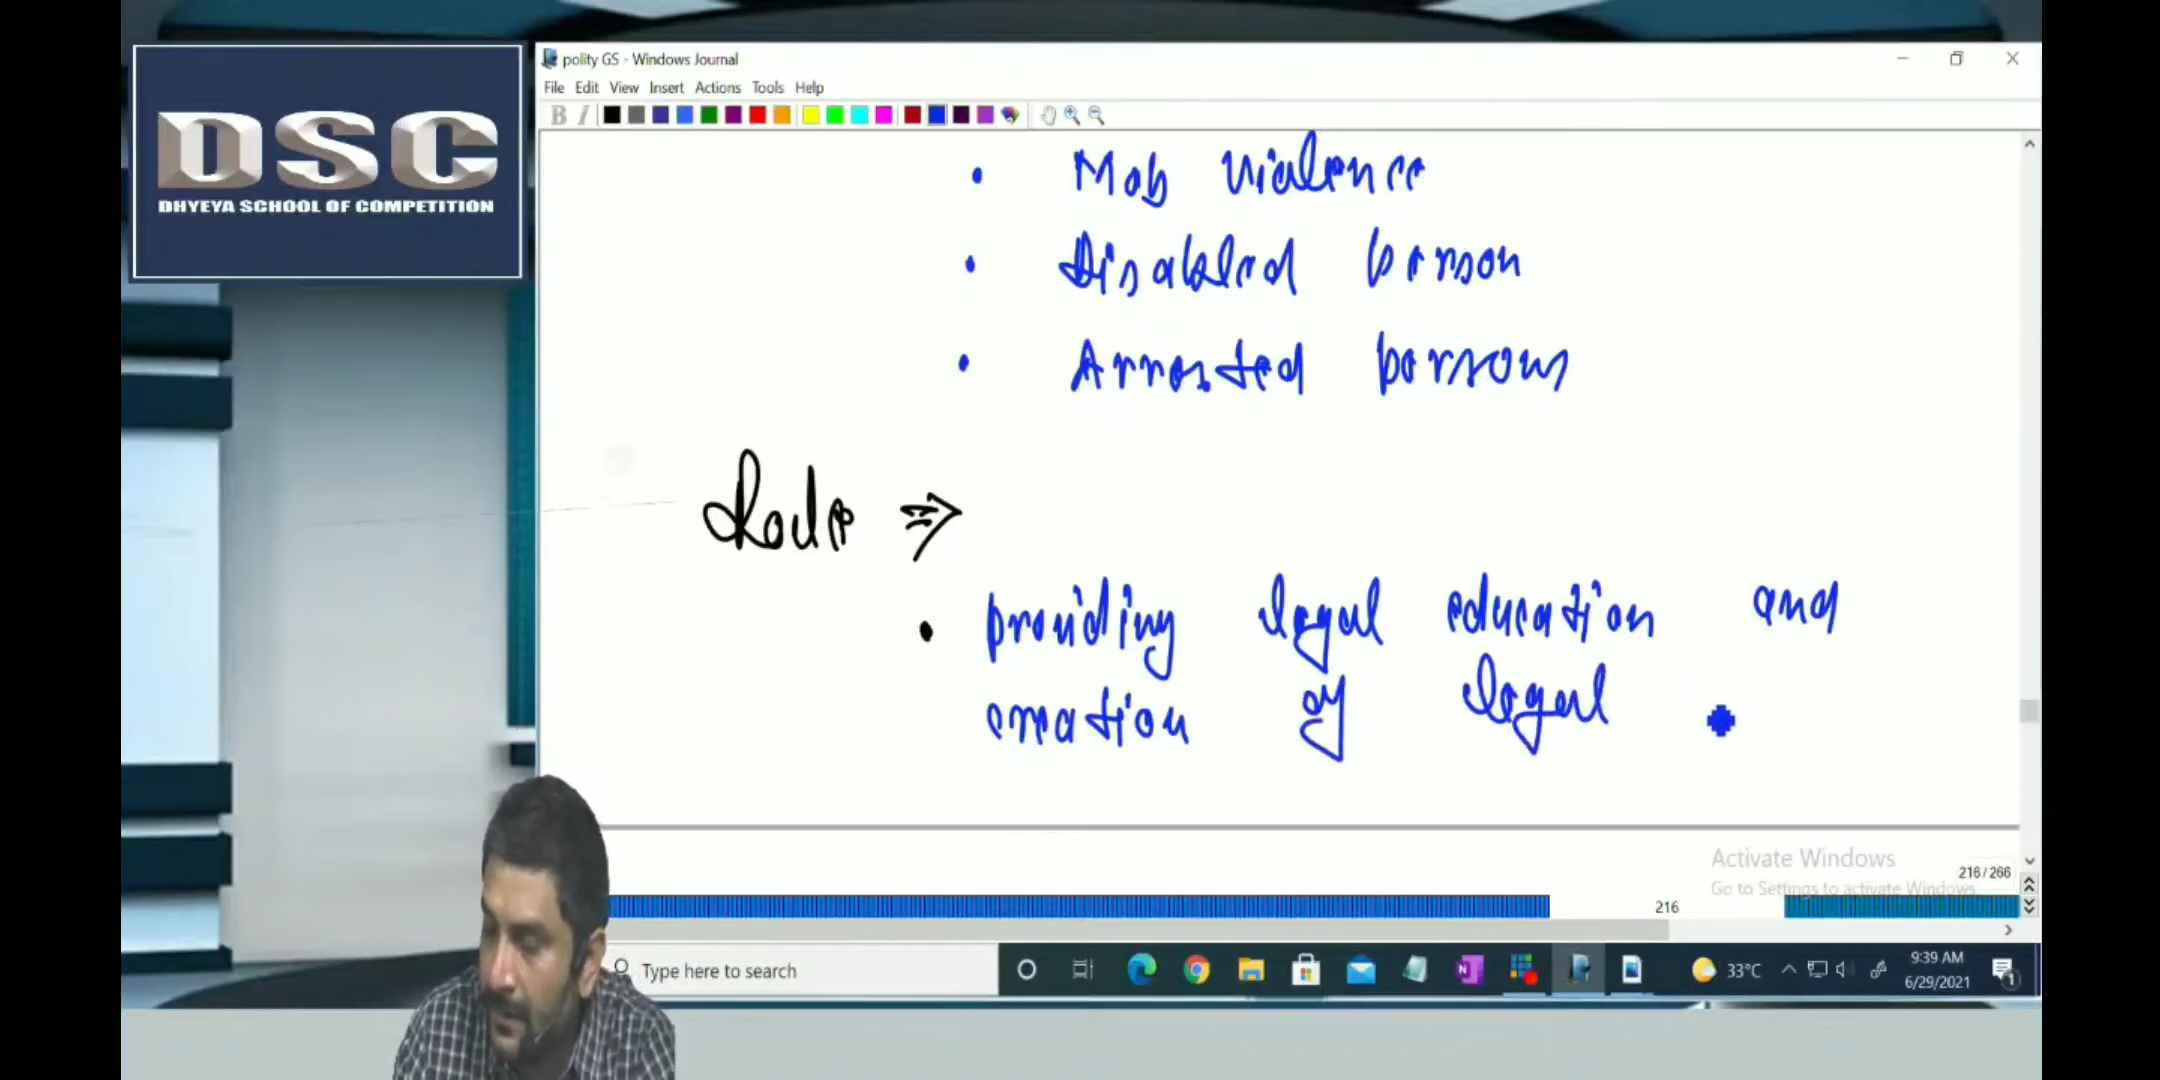 DSC
DHYEYA SCHOOL OF COMPETITION
polity GS - Windows Journal
File Edit View Insert Actions Tools Help
B I
• Mob violence
• Disabled person
• Arrested persons
Role ⇒
• providing legal education and
creation of legal
Activate Windows
Go to Settings to activate Windows.
216 / 266
216
Type here to search
33°C
9:39 AM
6/29/2021
1